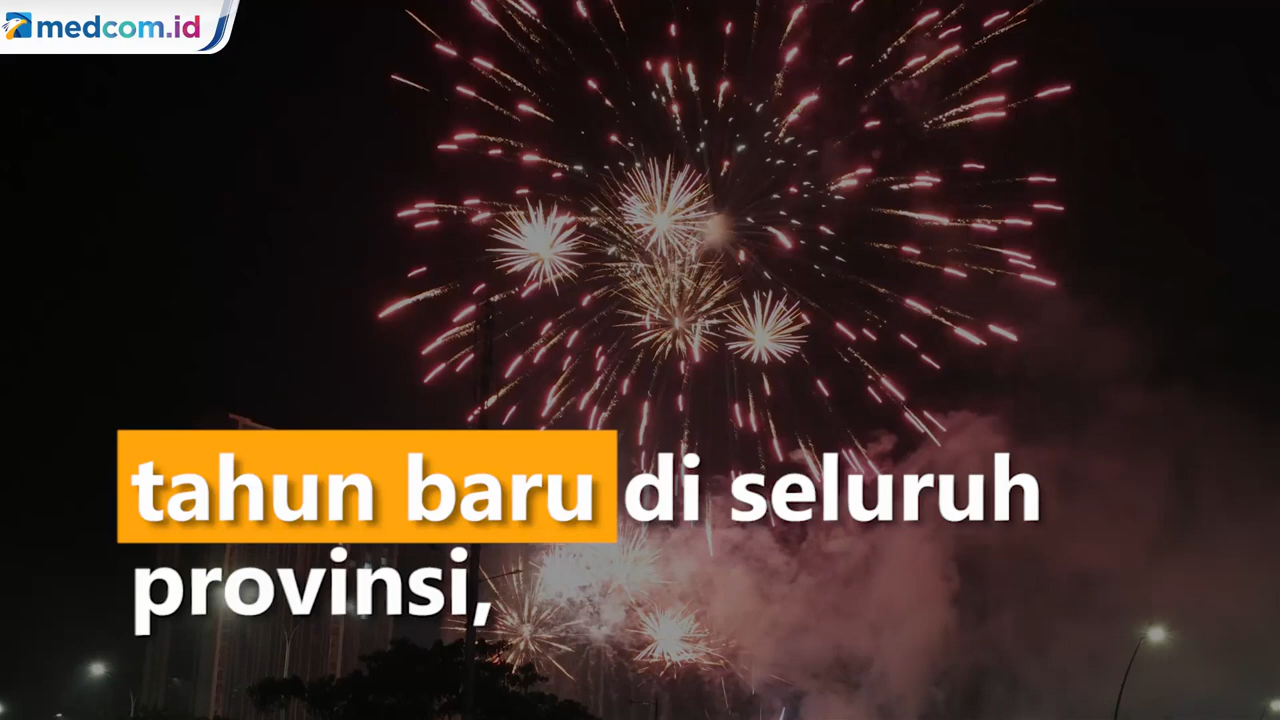 medcom.id
tahun baru di seluruh
provinsi,